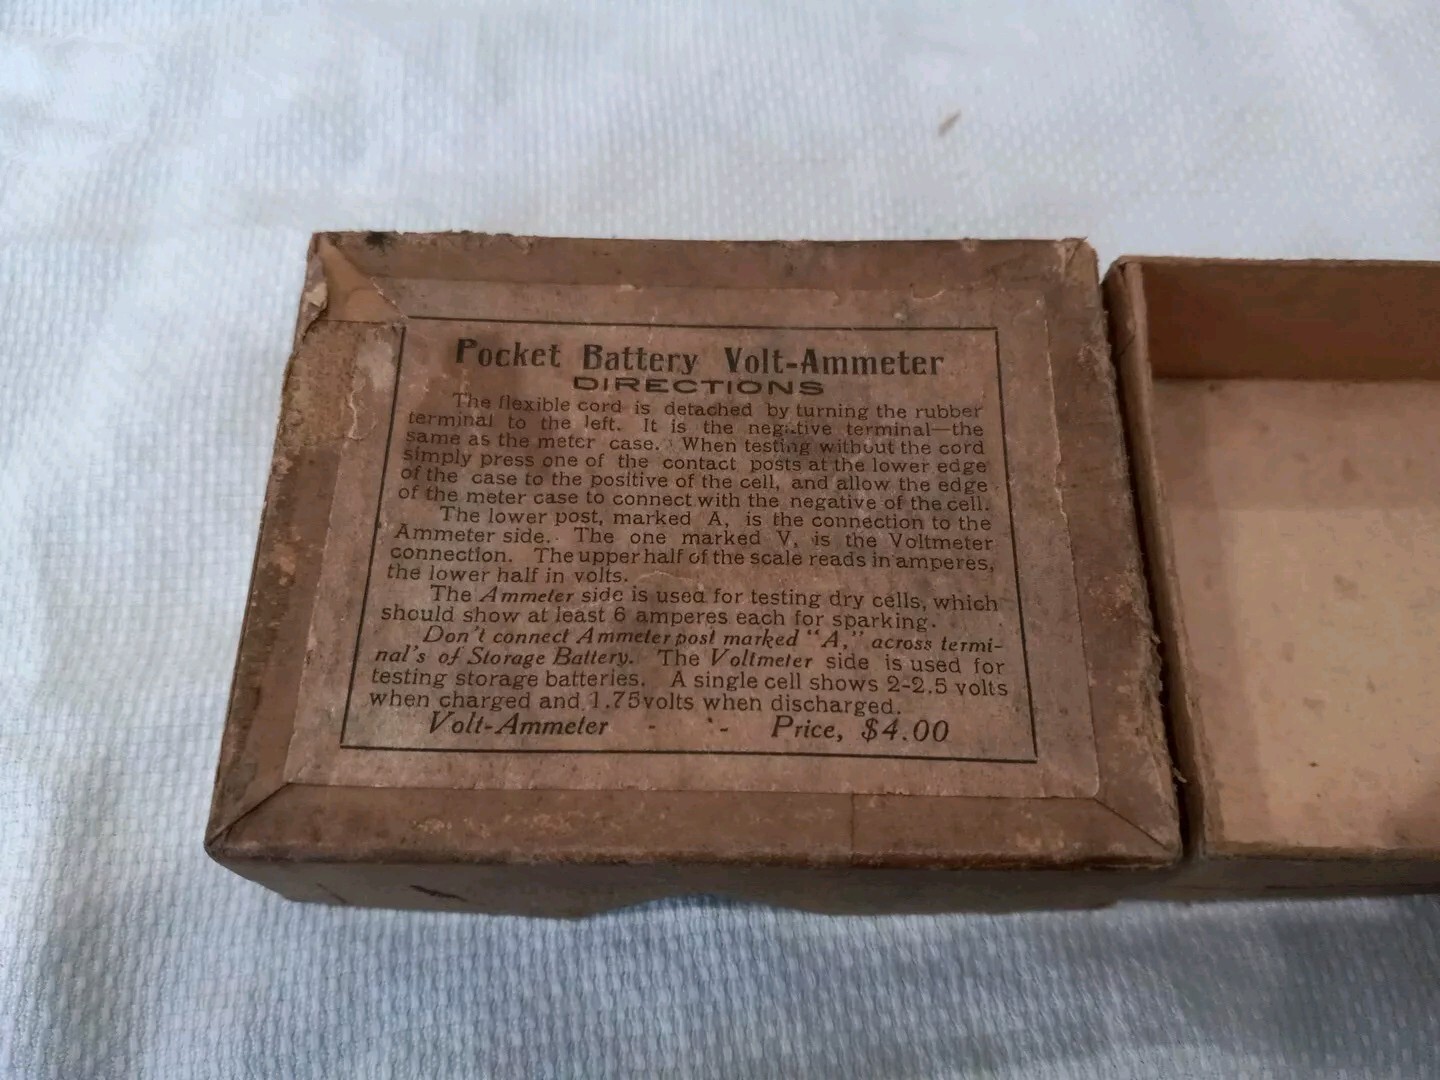 Pocket Battery Volt-Ammeter
DIRECTIONS
The flexible cord is detached by turning the rubber
terminal to the left. It is the negative terminal—the
same as the meter case. When testing without the cord
simply press one of the contact posts at the lower edge
of the case to the positive of the cell, and allow the edge
of the meter case to connect with the negative of the cell.
The lower post, marked A, is the connection to the
Ammeter side. The one marked V, is the Voltmeter
connection. The upper half of the scale reads in amperes,
the lower half in volts.
The Ammeter side is used for testing dry cells, which
should show at least 6 amperes each for sparking.
Don't connect Ammeter post marked "A," across termi-
nal's of Storage Battery. The Voltmeter side is used for
testing storage batteries. A single cell shows 2-2.5 volts
when charged and 1.75 volts when discharged.
Volt-Ammeter - - Price, $4.00